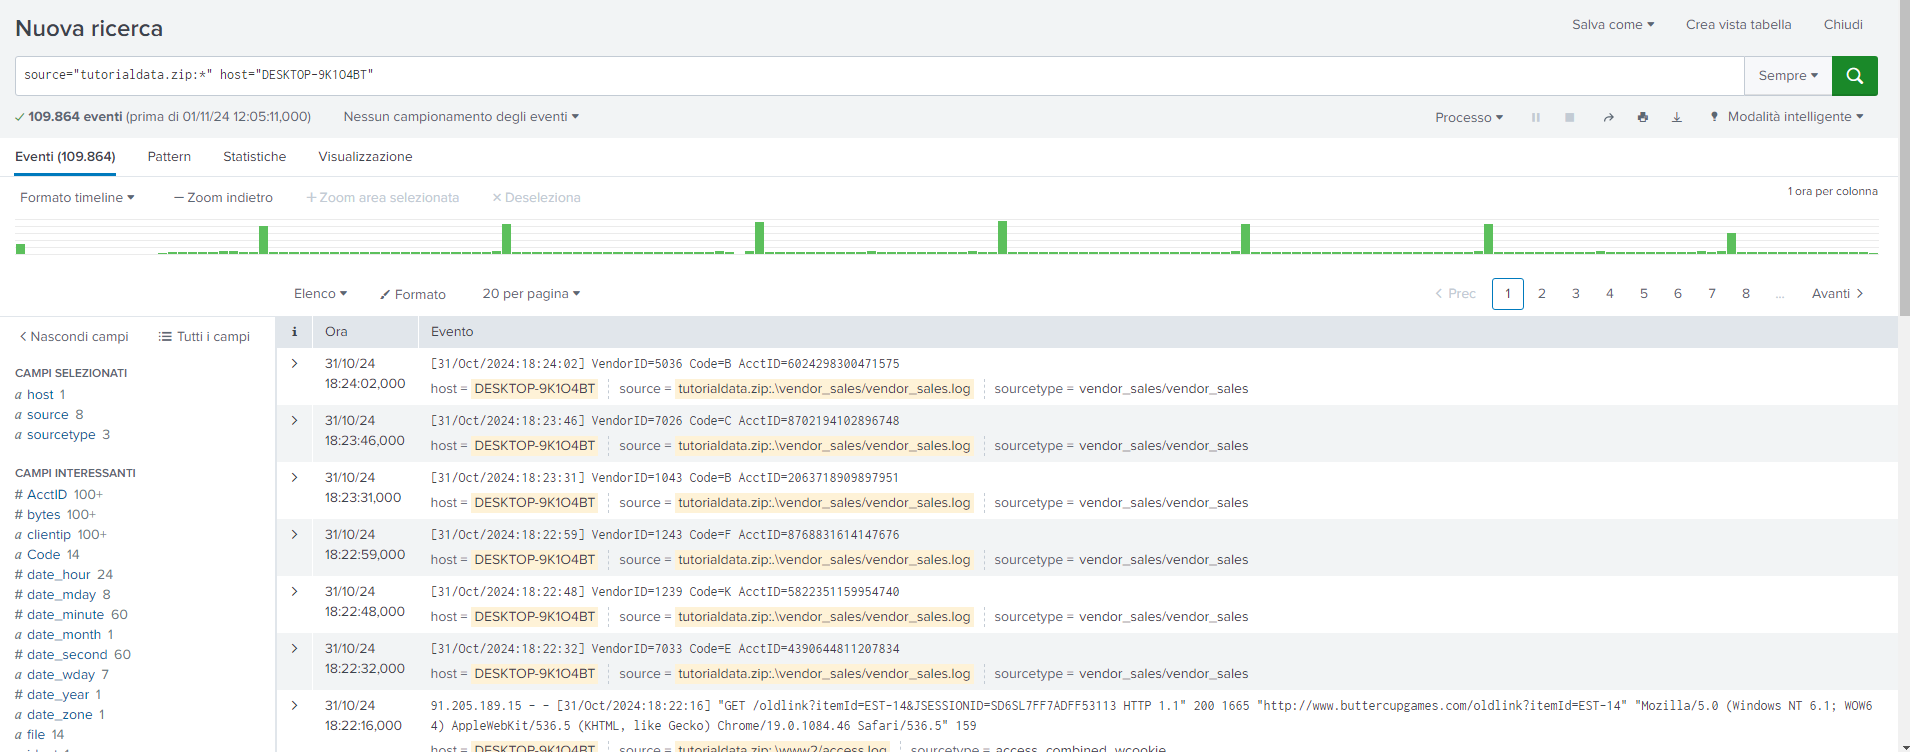 Nuova ricerca
Salva come Crea vista tabella Chiudi
source="tutorialdata.zip:*" host="DESKTOP-9K1O4BT"
Sempre
109.864 eventi (prima di 01/11/24 12:05:11,000) Nessun campionamento degli eventi
Processo Modalità intelligente
Eventi (109.864) Pattern Statistiche Visualizzazione
Formato timeline — Zoom indietro + Zoom area selezionata × Deseleziona
1 ora per colonna
Elenco Formato 20 per pagina
< Prec 1 2 3 4 5 6 7 8 ... Avanti >
< Nascondi campi Tutti i campi
i Ora Evento
CAMPI SELEZIONATI
a host 1
a source 8
a sourcetype 3
CAMPI INTERESSANTI
# AcctID 100+
# bytes 100+
a clientip 100+
a Code 14
# date_hour 24
# date_mday 8
# date_minute 60
a date_month 1
# date_second 60
a date_wday 7
# date_year 1
a date_zone 1
a file 14
> 31/10/24
18:24:02,000
[31/Oct/2024:18:24:02] VendorID=5036 Code=B AcctID=6024298300471575
host = DESKTOP-9K1O4BT source = tutorialdata.zip:.\vendor_sales/vendor_sales.log sourcetype = vendor_sales/vendor_sales
> 31/10/24
18:23:46,000
[31/Oct/2024:18:23:46] VendorID=7026 Code=C AcctID=8702194102896748
host = DESKTOP-9K1O4BT source = tutorialdata.zip:.\vendor_sales/vendor_sales.log sourcetype = vendor_sales/vendor_sales
> 31/10/24
18:23:31,000
[31/Oct/2024:18:23:31] VendorID=1043 Code=B AcctID=2063718909897951
host = DESKTOP-9K1O4BT source = tutorialdata.zip:.\vendor_sales/vendor_sales.log sourcetype = vendor_sales/vendor_sales
> 31/10/24
18:22:59,000
[31/Oct/2024:18:22:59] VendorID=1243 Code=F AcctID=8768831614147676
host = DESKTOP-9K1O4BT source = tutorialdata.zip:.\vendor_sales/vendor_sales.log sourcetype = vendor_sales/vendor_sales
> 31/10/24
18:22:48,000
[31/Oct/2024:18:22:48] VendorID=1239 Code=K AcctID=5822351159954740
host = DESKTOP-9K1O4BT source = tutorialdata.zip:.\vendor_sales/vendor_sales.log sourcetype = vendor_sales/vendor_sales
> 31/10/24
18:22:32,000
[31/Oct/2024:18:22:32] VendorID=7033 Code=E AcctID=4390644811207834
host = DESKTOP-9K1O4BT source = tutorialdata.zip:.\vendor_sales/vendor_sales.log sourcetype = vendor_sales/vendor_sales
> 31/10/24
18:22:16,000
91.205.189.15 - - [31/Oct/2024:18:22:16] "GET /oldlink?itemId=EST-14&JSESSIONID=SD6SL7FF7ADFF53113 HTTP 1.1" 200 1665 "http://www.buttercupgames.com/oldlink?itemId=EST-14" "Mozilla/5.0 (Windows NT 6.1; WOW6
4) AppleWebKit/536.5 (KHTML, like Gecko) Chrome/19.0.1084.46 Safari/536.5" 159
host = DESKTOP-9K1O4BT source = tutorialdata.zip:.\www2/access.log sourcetype = access_combined_wcookie